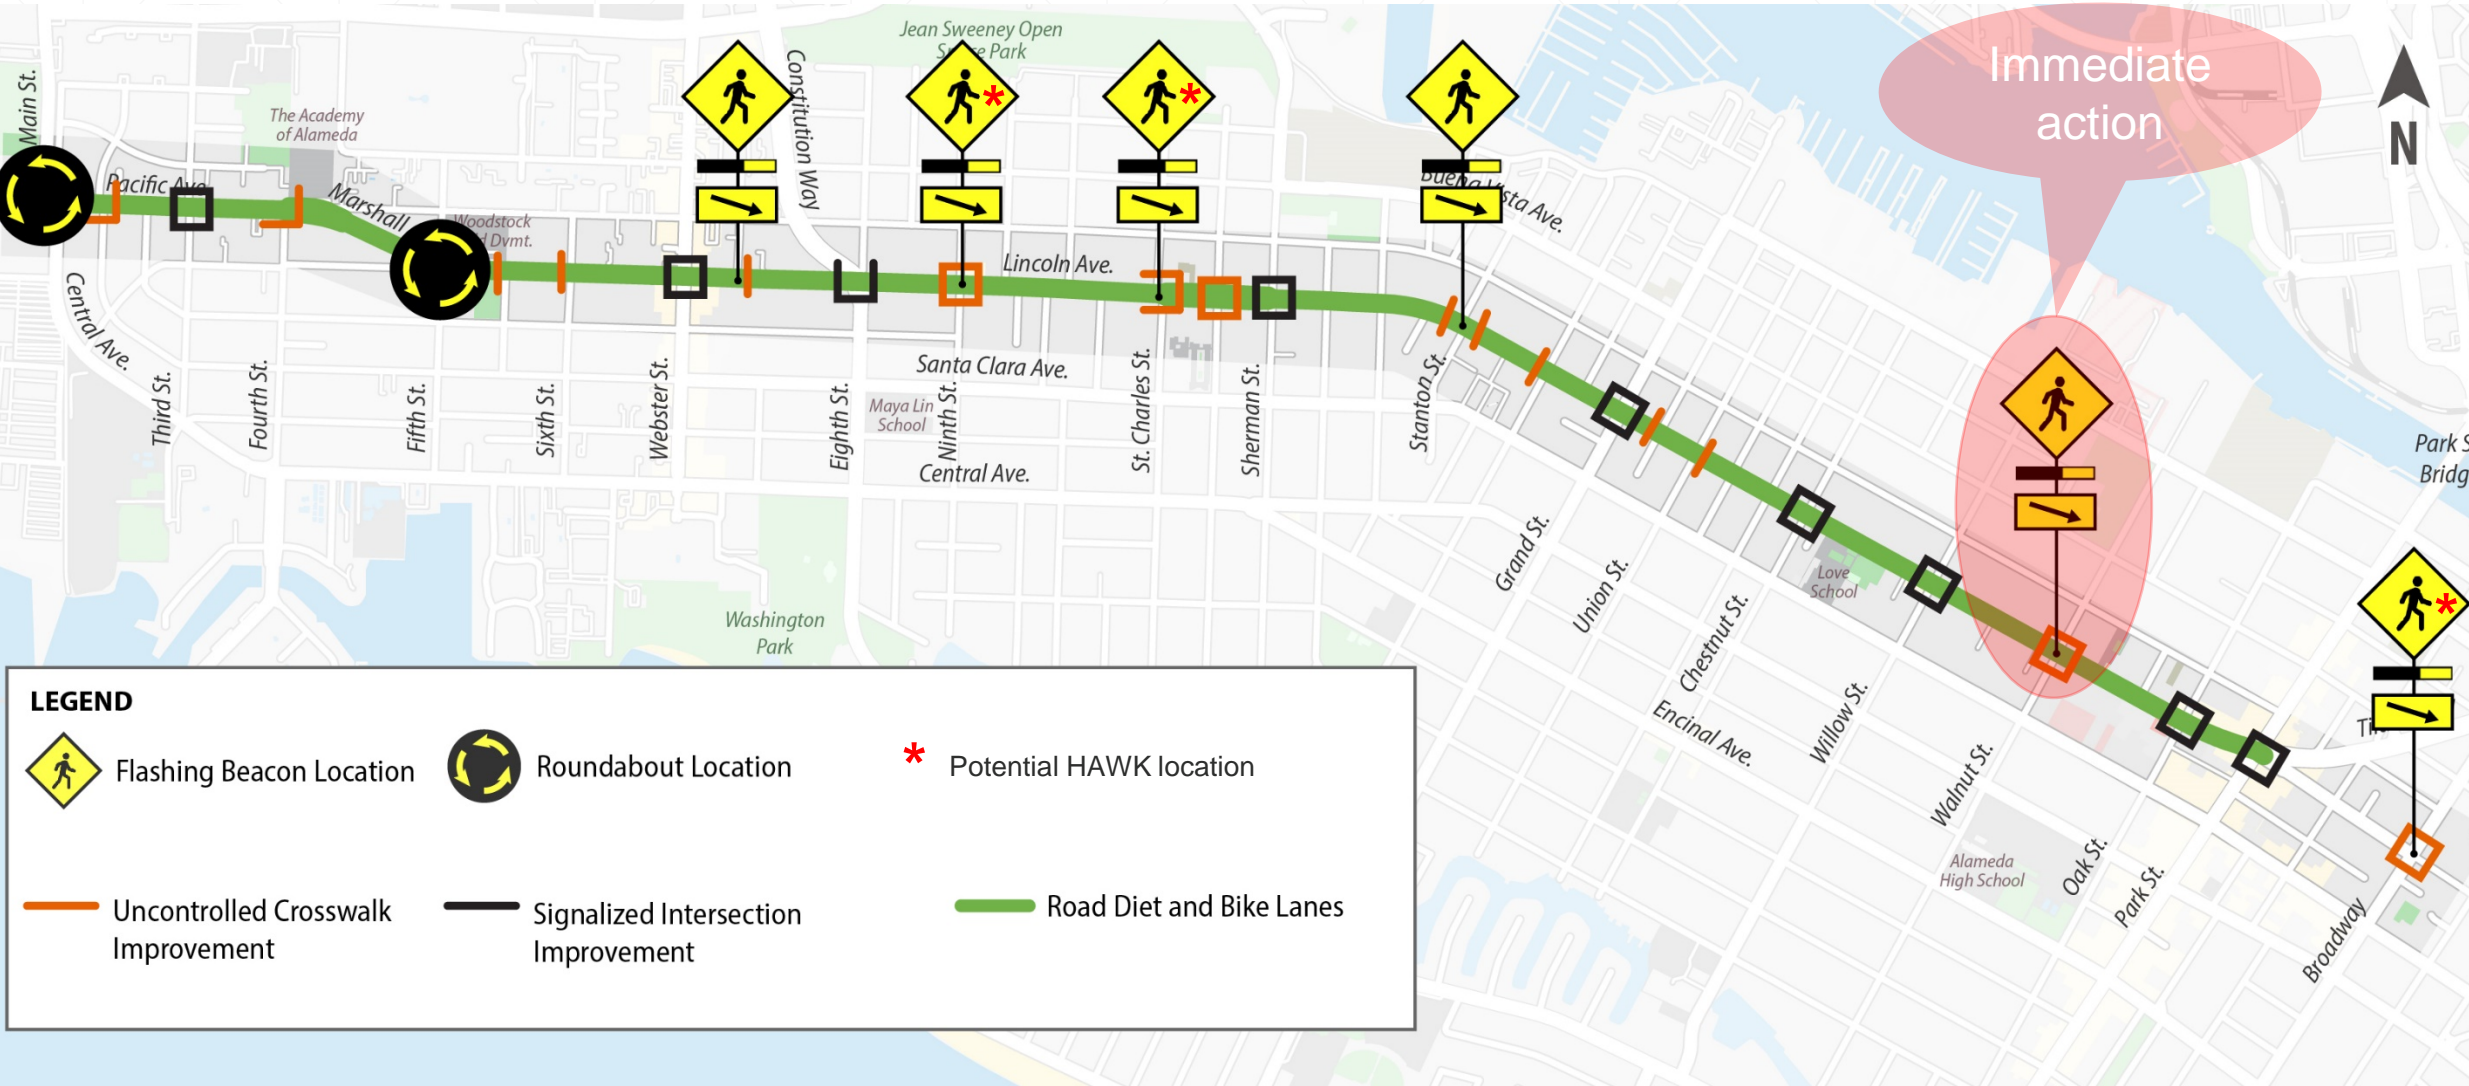 Jean Sweeney Open
Space Park
Immediate
action
N
Main St.
Constitution Way
The Academy
of Alameda
Pacific Ave
Marshall
Woodstock
Dvmt.
Buena Vista Ave.
Lincoln Ave.
Central Ave.
Santa Clara Ave.
Third St.
Fourth St.
Fifth St.
Sixth St.
Webster St.
Eighth St.
Maya Lin
School
Ninth St.
St. Charles St.
Sherman St.
Stanton St.
Central Ave.
Park S
Bridg
Grand St.
Union St.
Love
School
Chestnut St.
Washington
Park
Encinal Ave.
Willow St.
Walnut St.
Alameda
High School
Oak St.
Park St.
Broadway
LEGEND
Flashing Beacon Location
Roundabout Location
* Potential HAWK location
Uncontrolled Crosswalk
Improvement
Signalized Intersection
Improvement
Road Diet and Bike Lanes